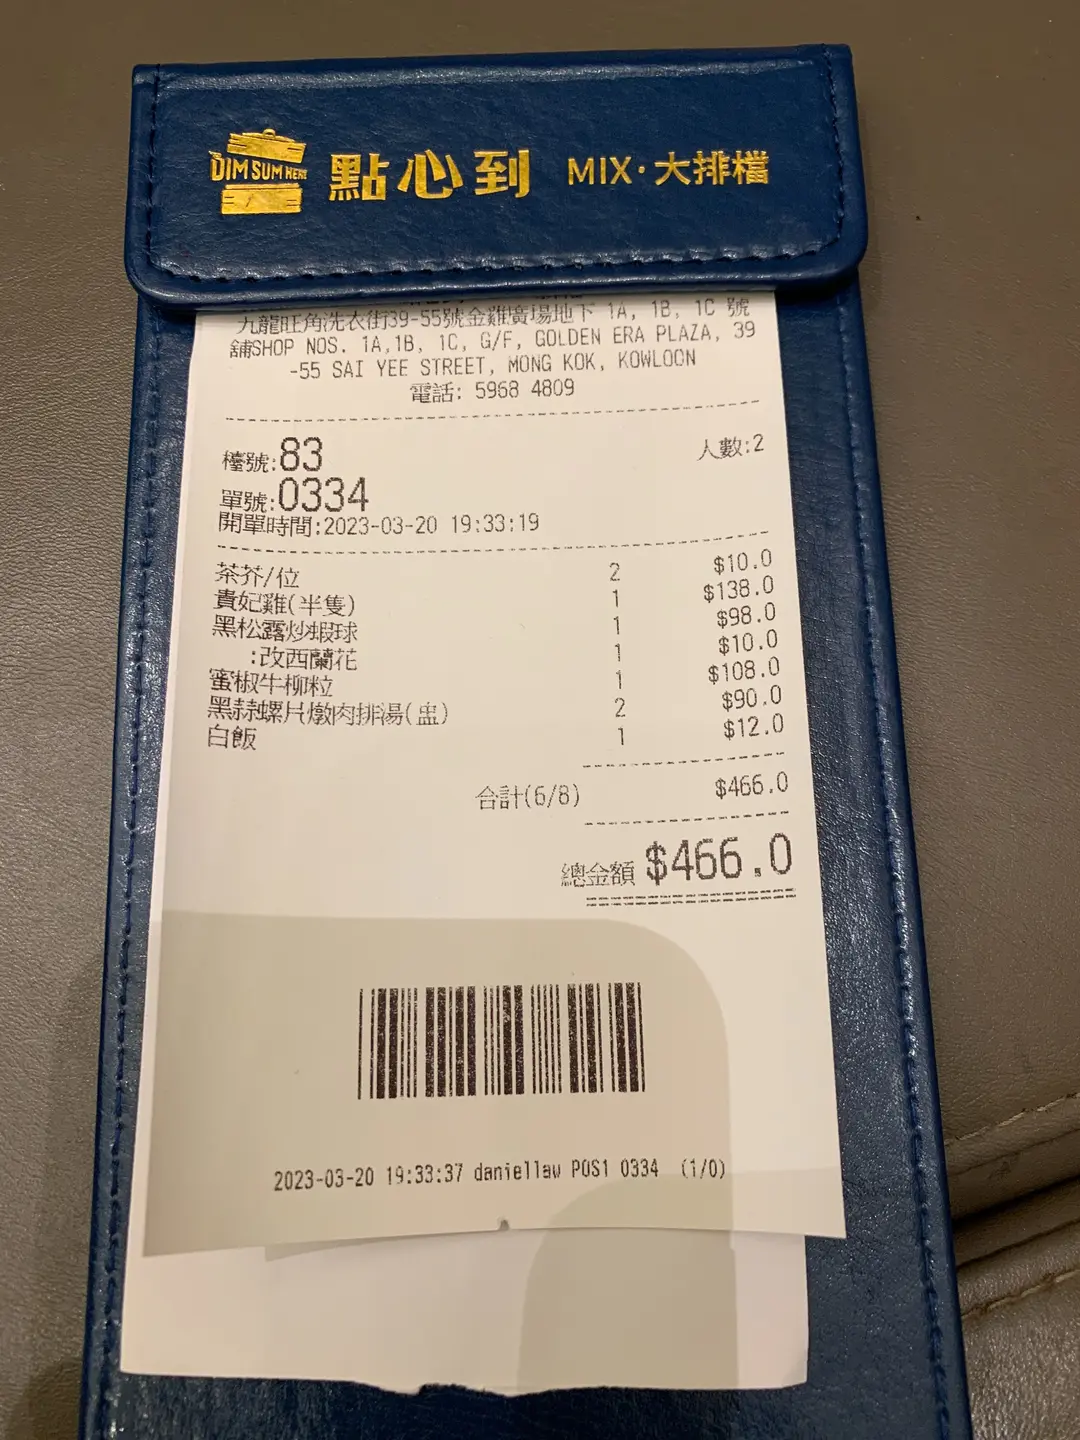 DIM SUM HERE 點心到 MIX·大排檔
九龍旺角洗衣街39-55號金雞廣場地下 1A, 1B, 1C 號
舖SHOP NOS. 1A,1B, 1C, G/F, GOLDEN ERA PLAZA, 39
-55 SAI YEE STREET, MONG KOK, KOWLOON
電話: 5968 4809
檯號:83 人數:2
單號:0334
開單時間:2023-03-20 19:33:19
茶芥/位 2 $10.0
貴妃雞(半隻) 1 $138.0
黑松露炒蝦球 1 $98.0
:改西蘭花 1 $10.0
蜜椒牛柳粒 1 $108.0
黑蒜螺片燉肉排湯(盅) 2 $90.0
白飯 1 $12.0
合計(6/8) $466.0
總金額 $466.0
2023-03-20 19:33:37 daniellaw POS1 0334 (1/0)